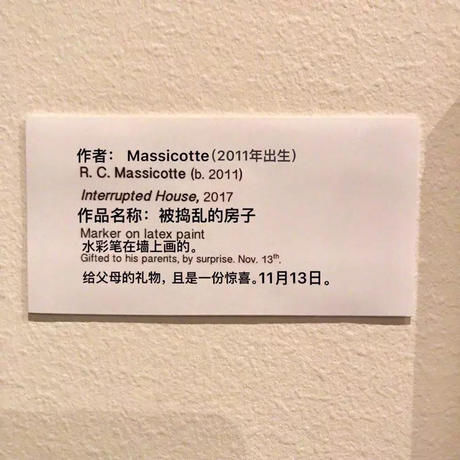 作者： Massicotte(2011年出生)
R. C. Massicotte (b. 2011)
Interrupted House, 2017
作品名称：被捣乱的房子
Marker on latex paint
水彩笔在墙上画的。
Gifted to his parents, by surprise. Nov. 13th.
给父母的礼物，且是一份惊喜。11月13日。